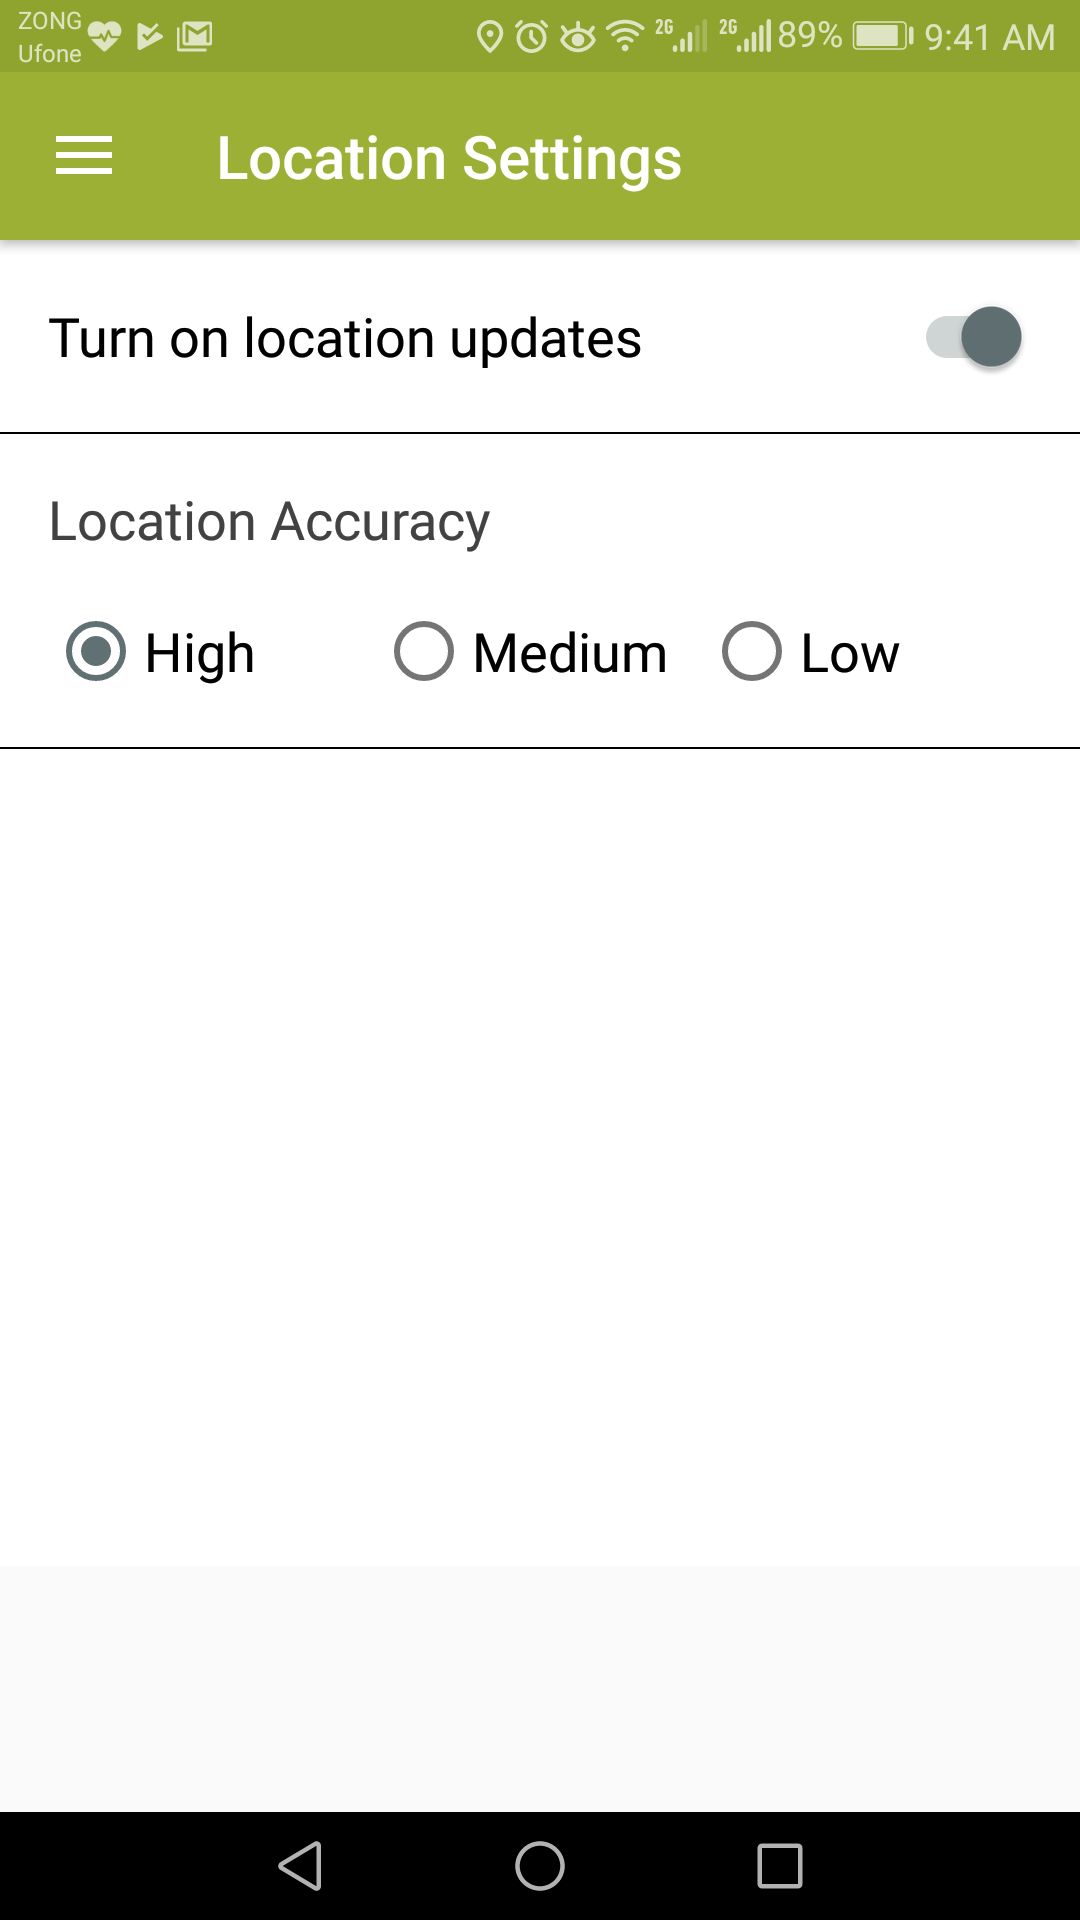 ZONG
Ufone
2G 2G 89% 9:41 AM
Location Settings
Turn on location updates
Location Accuracy
High Medium Low